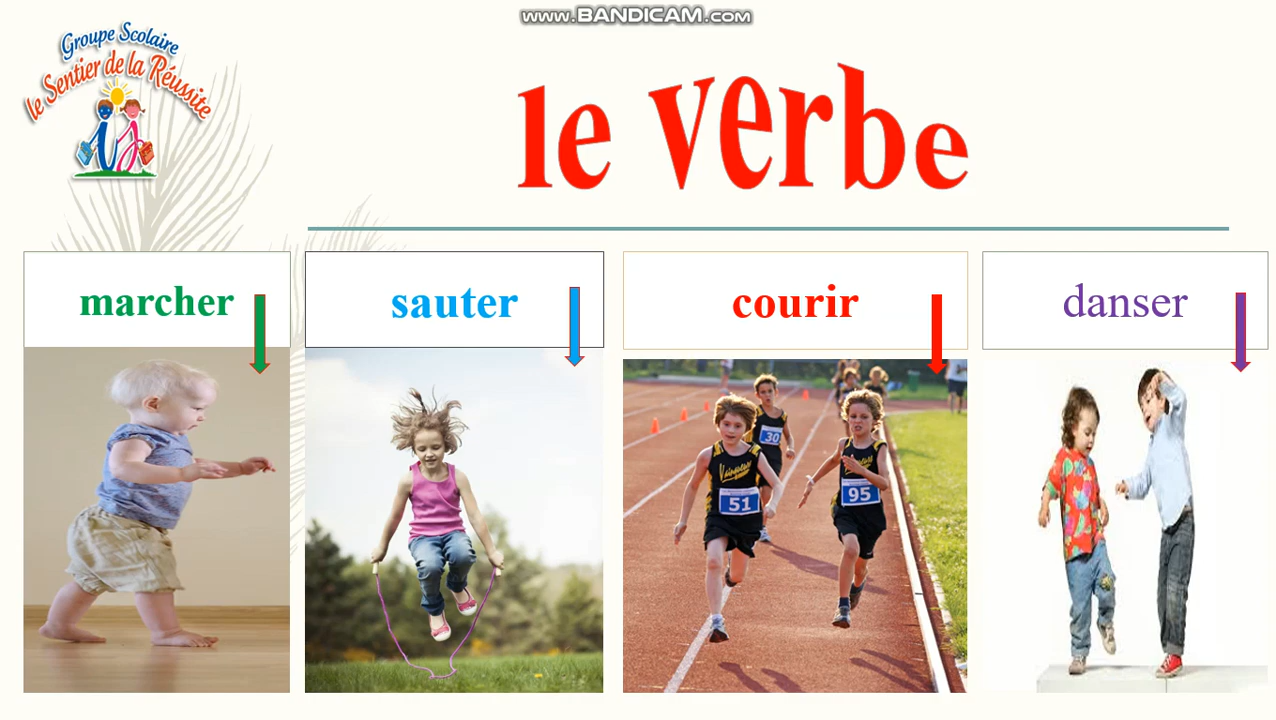 www.BANDICAM.com
Groupe Scolaire
le Sentier de la Réussite
le verbe
marcher
sauter
courir
danser
30
51
95